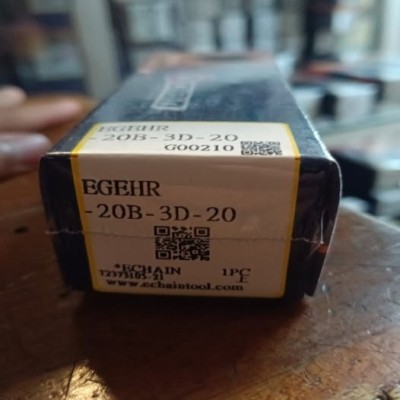 EGEHR
-20B-3D-20
G00210
EGEHR
-20B-3D-20
*ECHAIN 1PC
E
www.echaintool.com